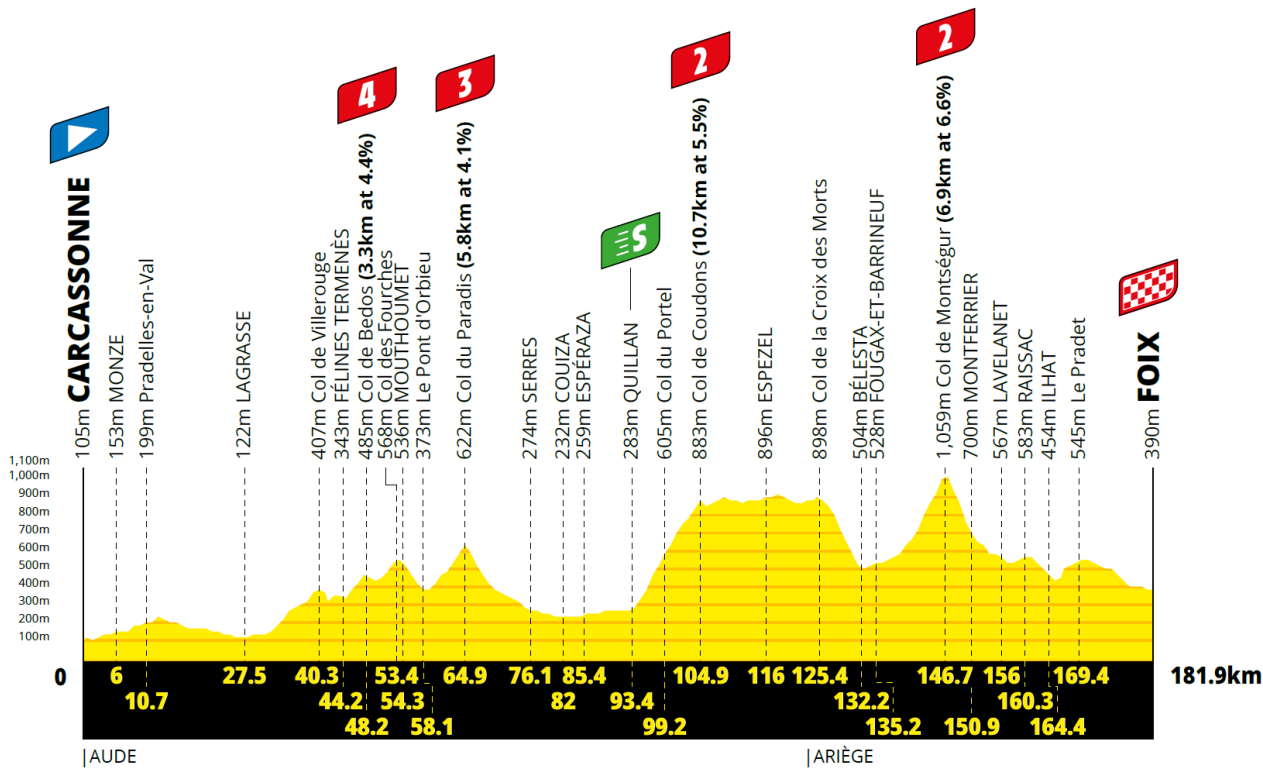 4
3
2
2
S
CARCASSONNE
105m
153m MONZE
199m Pradelles-en-Val
122m LAGRASSE
407m Col de Villerouge
343m FÉLINES TERMENÈS
485m Col de Bedos (3.3km at 4.4%)
568m Col des Fourches
536m MOUTHOUMET
373m Le Pont d'Orbieu
622m Col du Paradis (5.8km at 4.1%)
274m SERRES
232m COUIZA
259m ESPÉRAZA
283m QUILLAN
605m Col du Portel
883m Col de Coudons (10.7km at 5.5%)
896m ESPEZEL
898m Col de la Croix des Morts
504m BÉLESTA
528m FOUGAX-ET-BARRINEUF
1,059m Col de Montségur (6.9km at 6.6%)
700m MONTFERRIER
567m LAVELANET
583m RAISSAC
454m ILHAT
545m Le Pradet
FOIX
390m
1,100m
1,000m
900m
800m
700m
600m
500m
400m
300m
200m
100m
0 6 27.5 40.3 53.4 64.9 76.1 85.4 104.9 116 125.4 146.7 156 169.4 181.9km
10.7 44.2 54.3 82 93.4 132.2 160.3
48.2 58.1 99.2 135.2 150.9 164.4
|AUDE |ARIÈGE